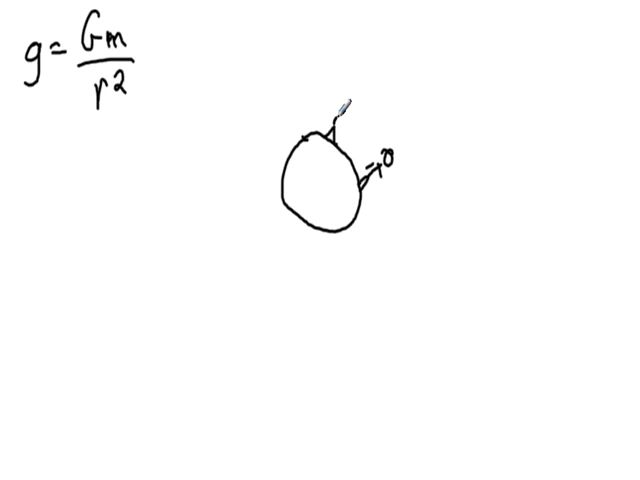 g = Gm / r²